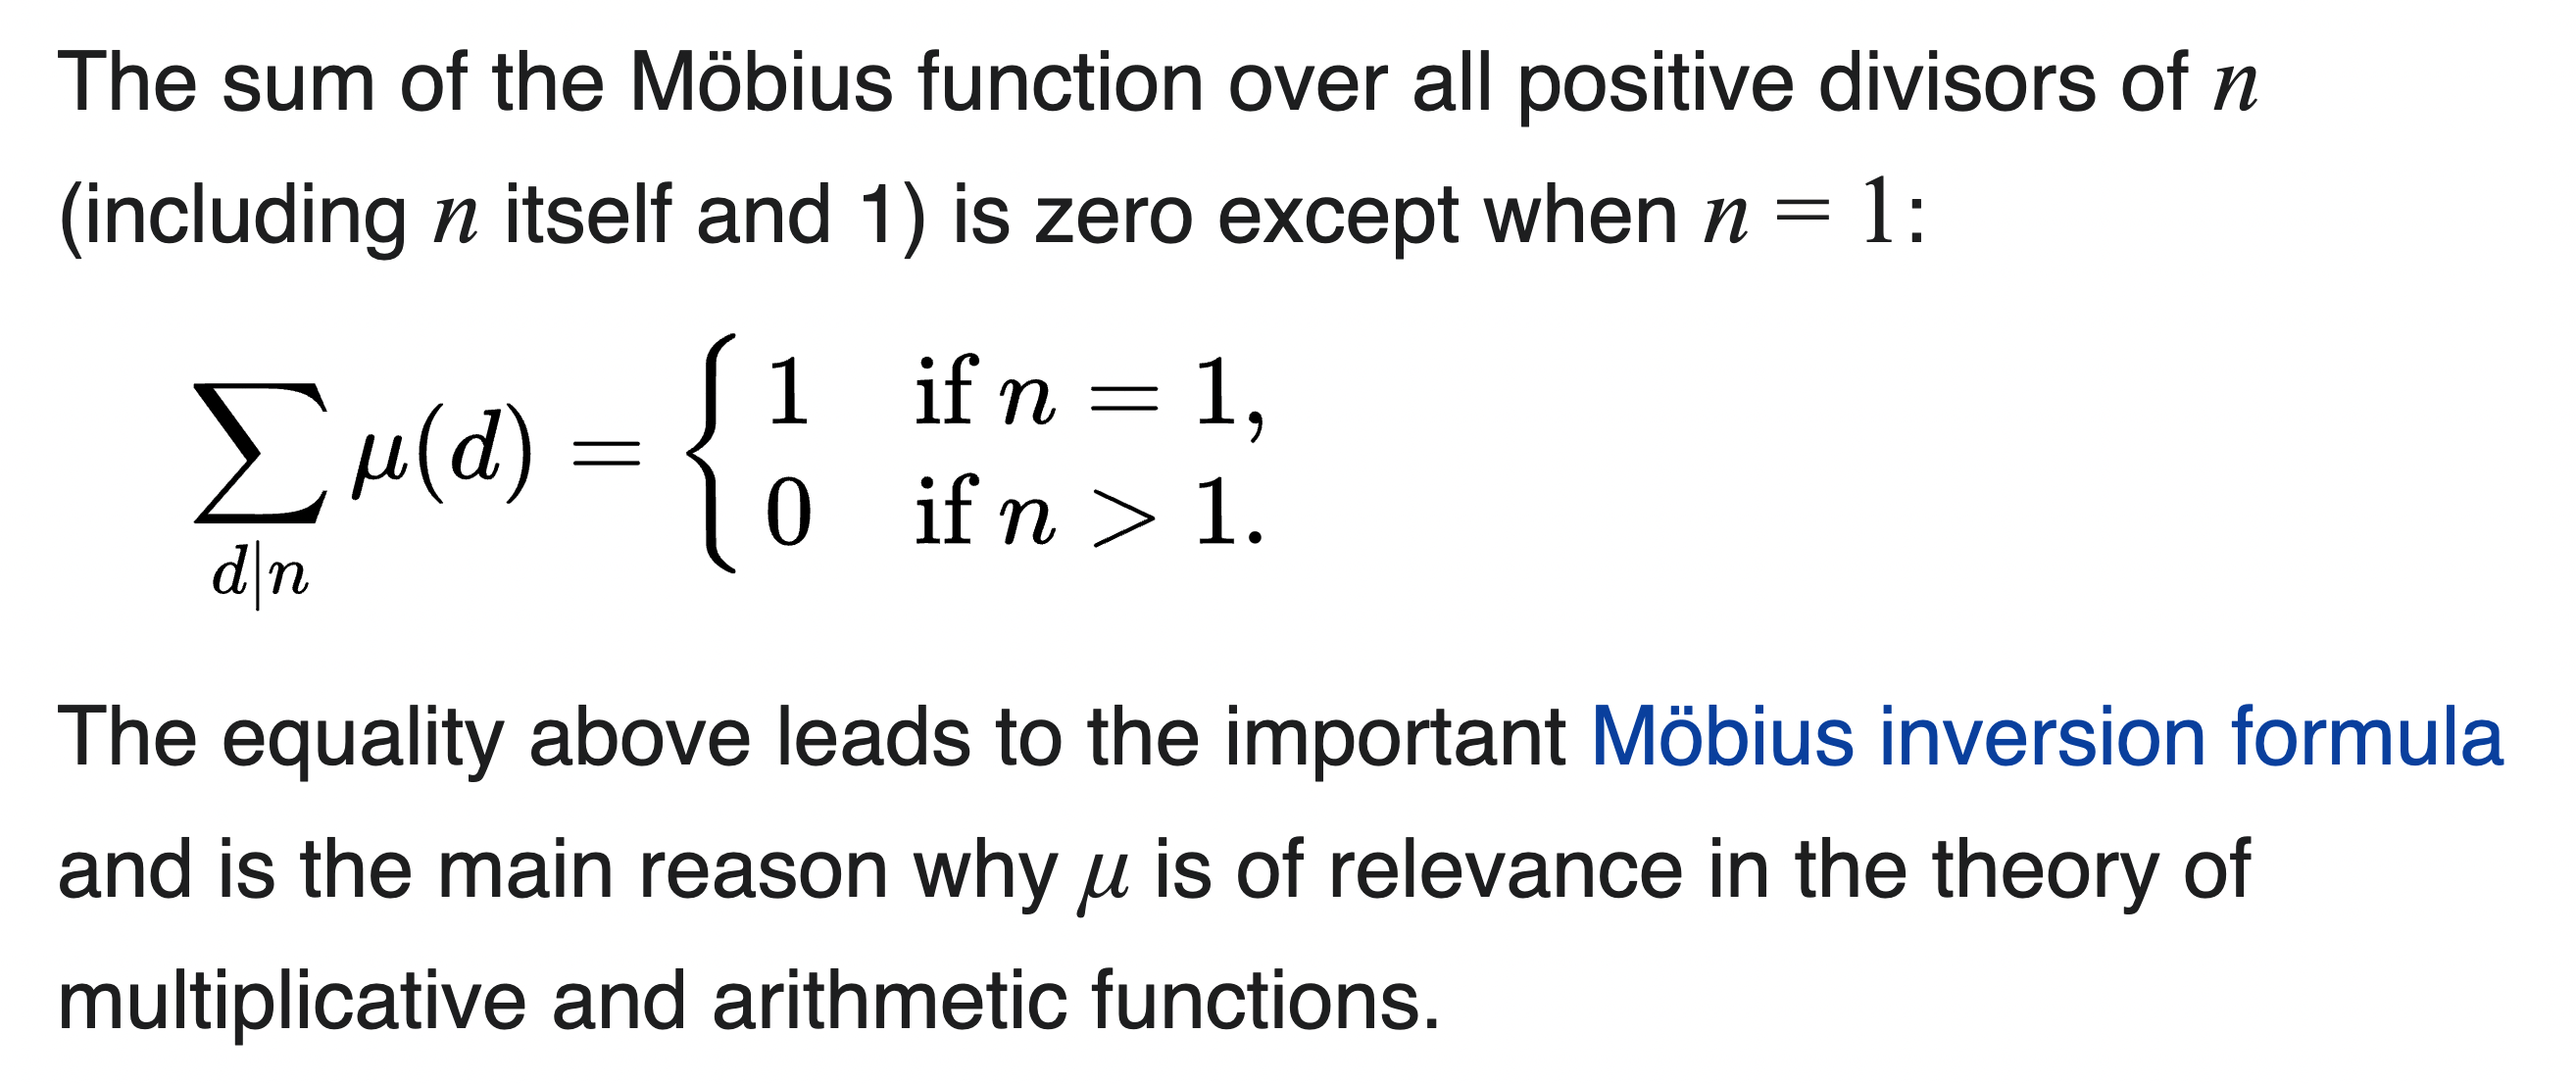 The sum of the Möbius function over all positive divisors of n
(including n itself and 1) is zero except when n = 1:
∑_{d|n} μ(d) = { 1 if n = 1, 0 if n > 1.
The equality above leads to the important Möbius inversion formula
and is the main reason why μ is of relevance in the theory of
multiplicative and arithmetic functions.